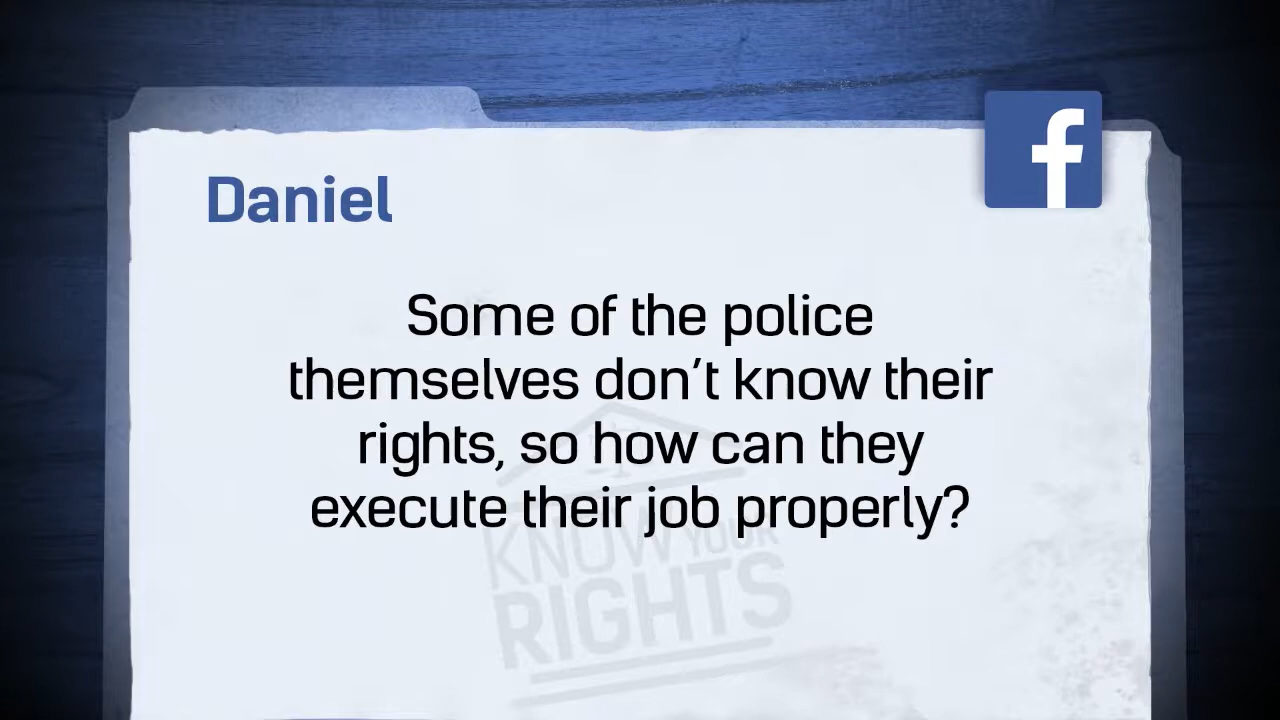 Daniel
f
Some of the police
themselves don't know their
rights, so how can they
execute their job properly?
KNOW YOUR
RIGHTS